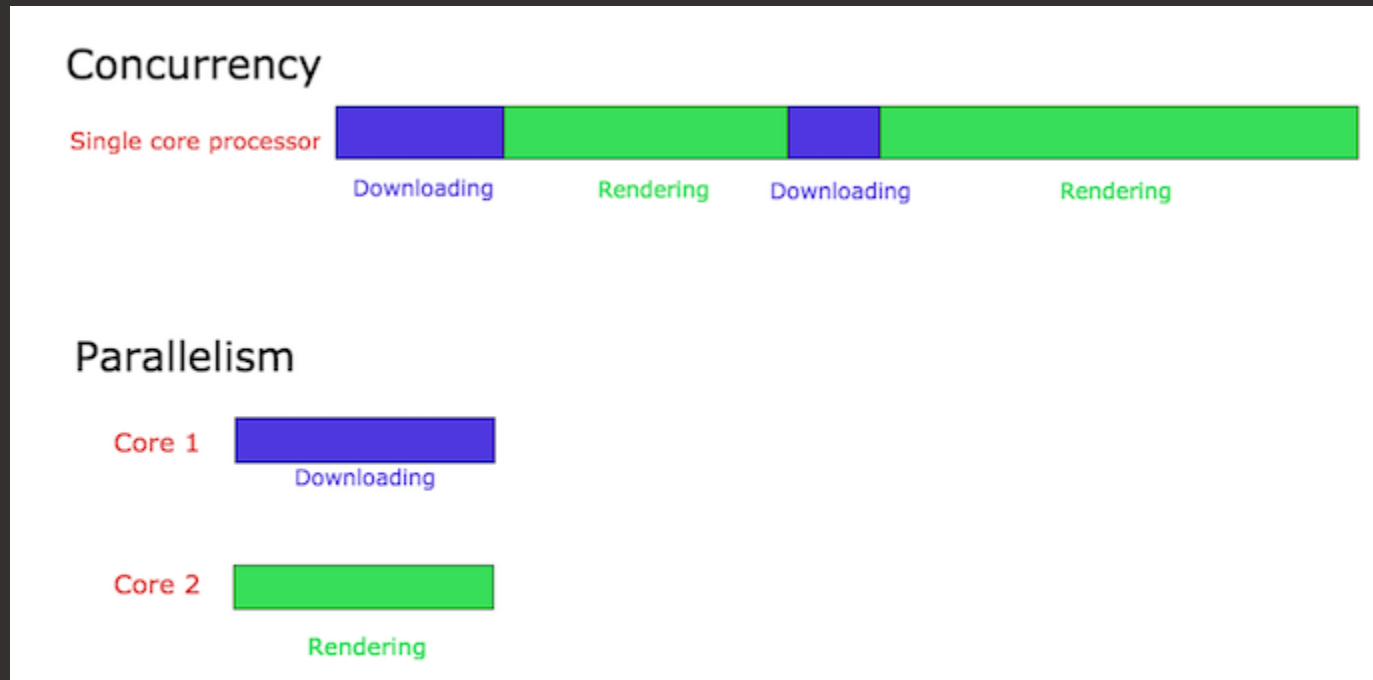 Concurrency
Single core processor
Downloading
Rendering
Downloading
Rendering
Parallelism
Core 1
Downloading
Core 2
Rendering